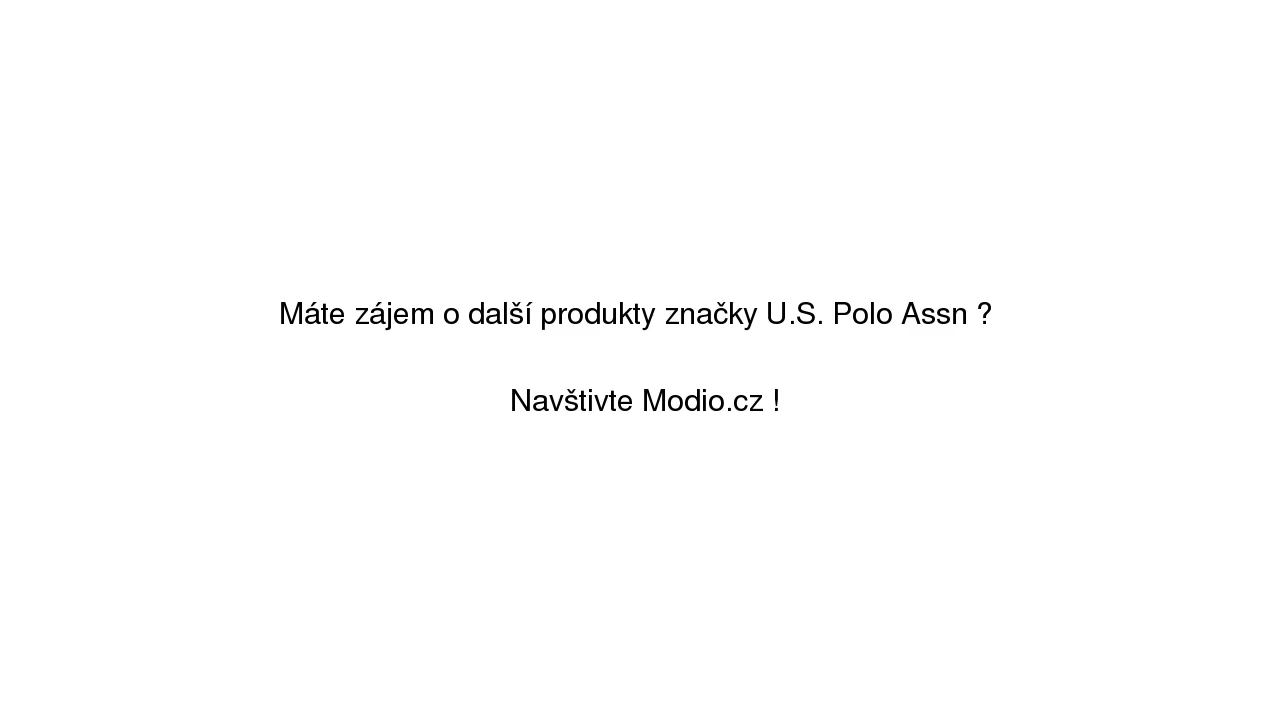 Máte zájem o další produkty značky U.S. Polo Assn ?
Navštivte Modio.cz !